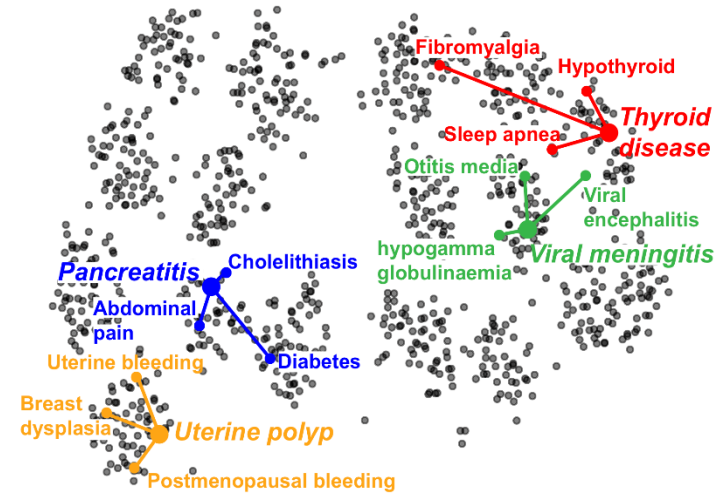 Fibromyalgia
Hypothyroid
Thyroid
disease
Sleep apnea
Otitis media
Viral
encephalitis
hypogamma
globulinaemia
Viral meningitis
Pancreatitis
Cholelithiasis
Abdominal
pain
Diabetes
Uterine bleeding
Breast
dysplasia
Uterine polyp
Postmenopausal bleeding